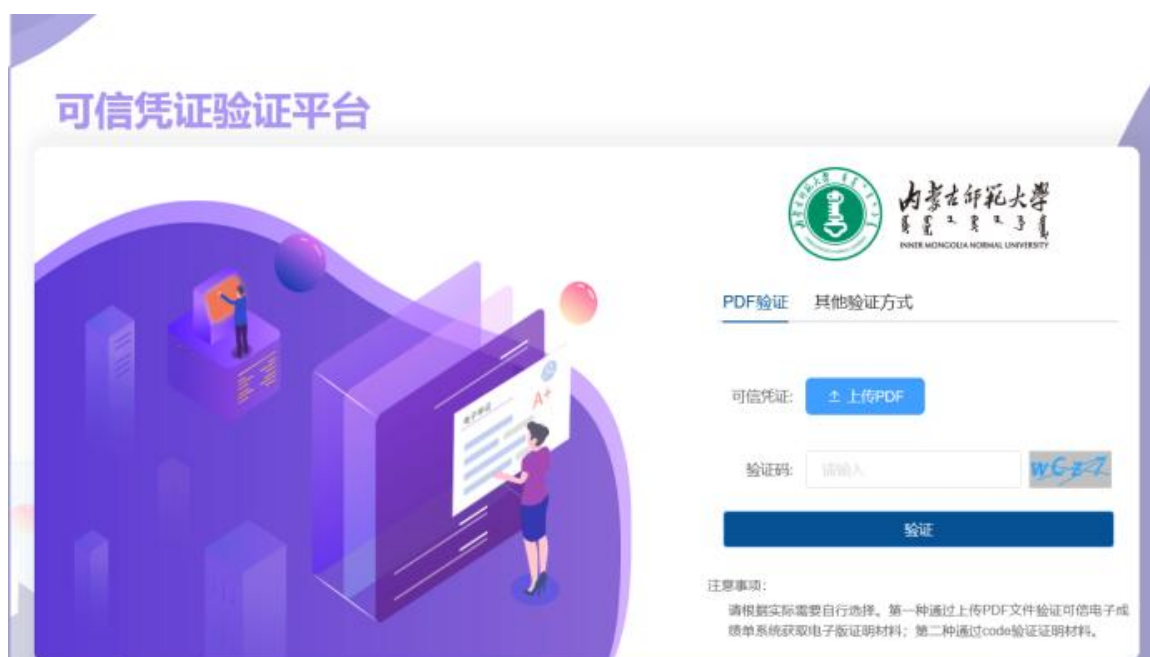 可信凭证验证平台
内蒙古师范大学
INNER MONGOLIA NORMAL UNIVERSITY
PDF验证 其他验证方式
可信凭证: 上传PDF
验证码: 请输入
验证
电子单证
A+
注意事项:
请根据实际需要自行选择。第一种通过上传PDF文件验证可信电子成
绩单系统获取电子版证明材料；第二种通过code验证证明材料。